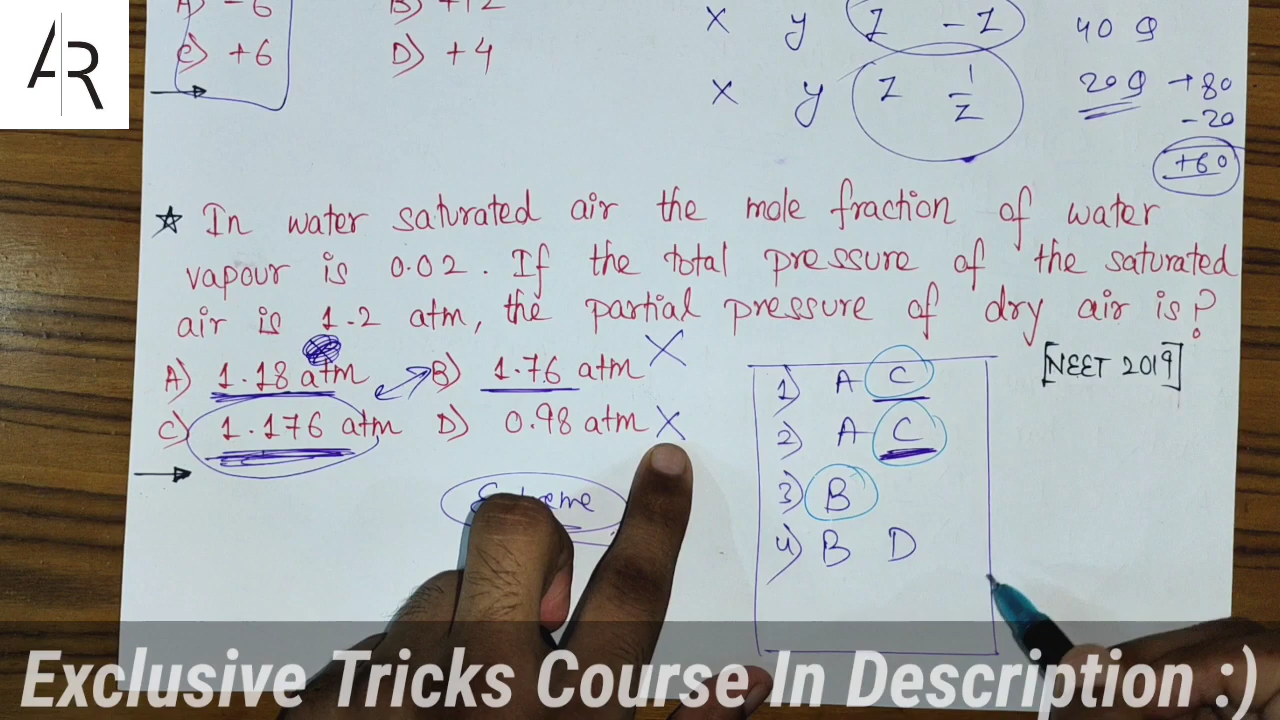 AR
A) -6 B) +12
C) +6 D) +4
x y z -z 40 Q
x y z 1/z 20 Q → +80
-20
+60
☆ In water saturated air the mole fraction of water
vapour is 0.02. If the total pressure of the saturated
air is 1.2 atm, the partial pressure of dry air is?
[NEET 2019]
A) 1.18 atm B) 1.76 atm X
C) 1.176 atm D) 0.98 atm X
1) A C
2) A C
3) B
4) B D
Exclusive Tricks Course In Description :)